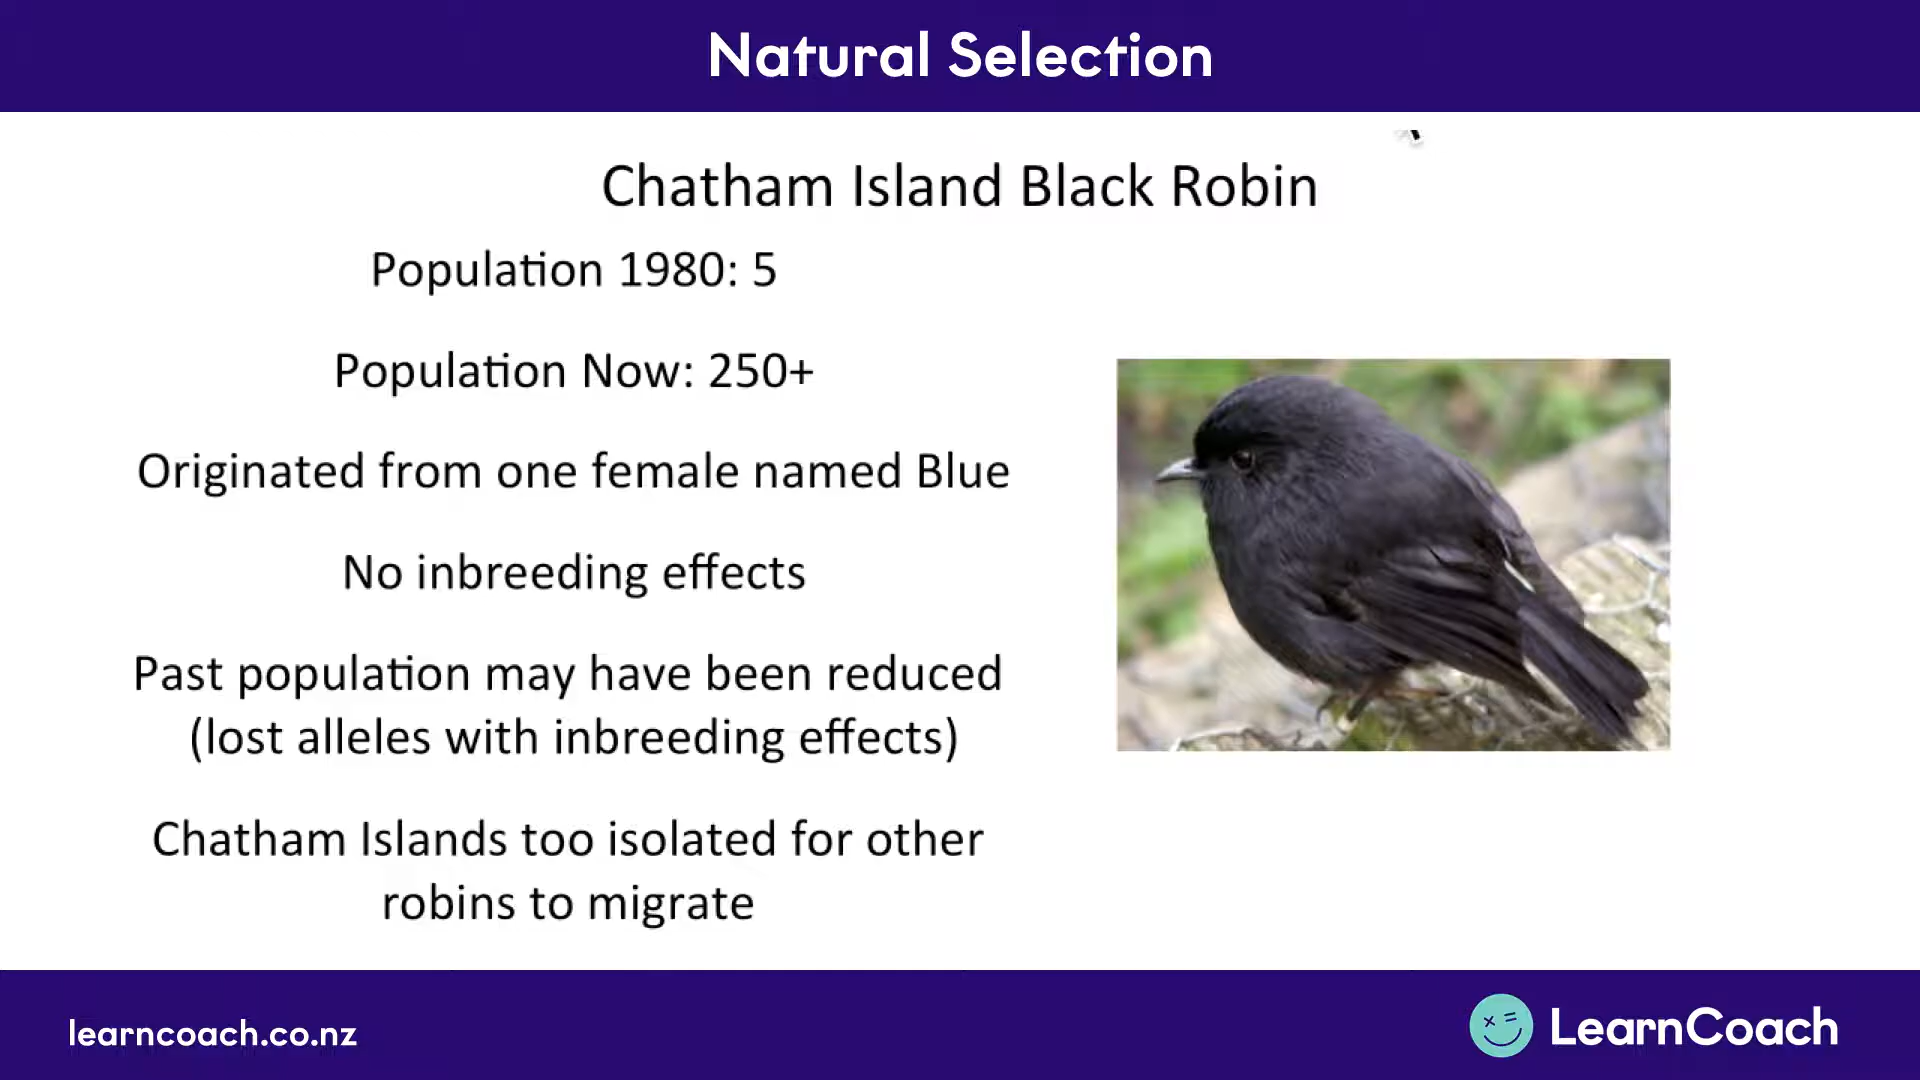 Natural Selection
Chatham Island Black Robin
Population 1980: 5
Population Now: 250+
Originated from one female named Blue
No inbreeding effects
Past population may have been reduced
(lost alleles with inbreeding effects)
Chatham Islands too isolated for other
robins to migrate
learncoach.co.nz
LearnCoach